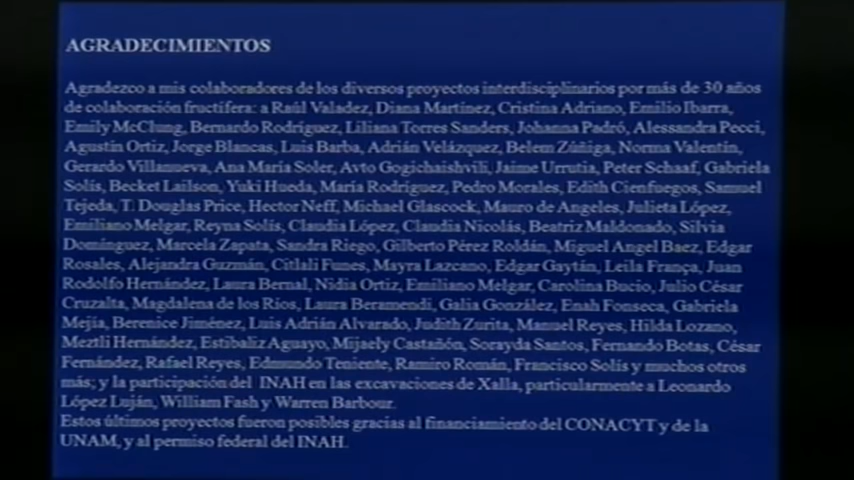 AGRADECIMIENTOS
Agradezco a mis colaboradores de los diversos proyectos interdisciplinarios por más de 30 años
de colaboración fructífera: a Raúl Valadez, Diana Martínez, Cristina Adriano, Emilio Ibarra,
Emily McClung, Bernardo Rodríguez, Liliana Torres Sanders, Johanna Padró, Alessandra Pecci,
Agustín Ortiz, Jorge Blancas, Luis Barba, Adrián Velázquez, Belem Zúñiga, Norma Valentín,
Gerardo Villanueva, Ana María Soler, Avto Gogichaishvili, Jaime Urrutia, Peter Schaaf, Gabriela
Solís, Becket Lailson, Yuki Hueda, María Rodríguez, Pedro Morales, Edith Cienfuegos, Samuel
Tejeda, T. Douglas Price, Hector Neff, Michael Glascock, Mauro de Angeles, Julieta López,
Emiliano Melgar, Reyna Solís, Claudia López, Claudia Nicolás, Beatriz Maldonado, Silvia
Domínguez, Marcela Zapata, Sandra Riego, Gilberto Pérez Roldán, Miguel Angel Baez, Edgar
Rosales, Alejandra Guzmán, Citlali Funes, Mayra Lazcano, Edgar Gaytán, Leila França, Juan
Rodolfo Hernández, Laura Bernal, Nidia Ortiz, Emiliano Melgar, Carolina Bucio, Julio César
Cruzalta, Magdalena de los Ríos, Laura Beramendi, Galia González, Enah Fonseca, Gabriela
Mejía, Berenice Jiménez, Luis Adrián Alvarado, Judith Zurita, Manuel Reyes, Hilda Lozano,
Meztli Hernández, Estibaliz Aguayo, Mijaely Castañón, Sorayda Santos, Fernando Botas, César
Fernández, Rafael Reyes, Edmundo Teniente, Ramiro Román, Francisco Solís y muchos otros
más; y la participación del INAH en las excavaciones de Xalla, particularmente a Leonardo
López Luján, William Fash y Warren Barbour.
Estos últimos proyectos fueron posibles gracias al financiamiento del CONACYT y de la
UNAM, y al permiso federal del INAH.